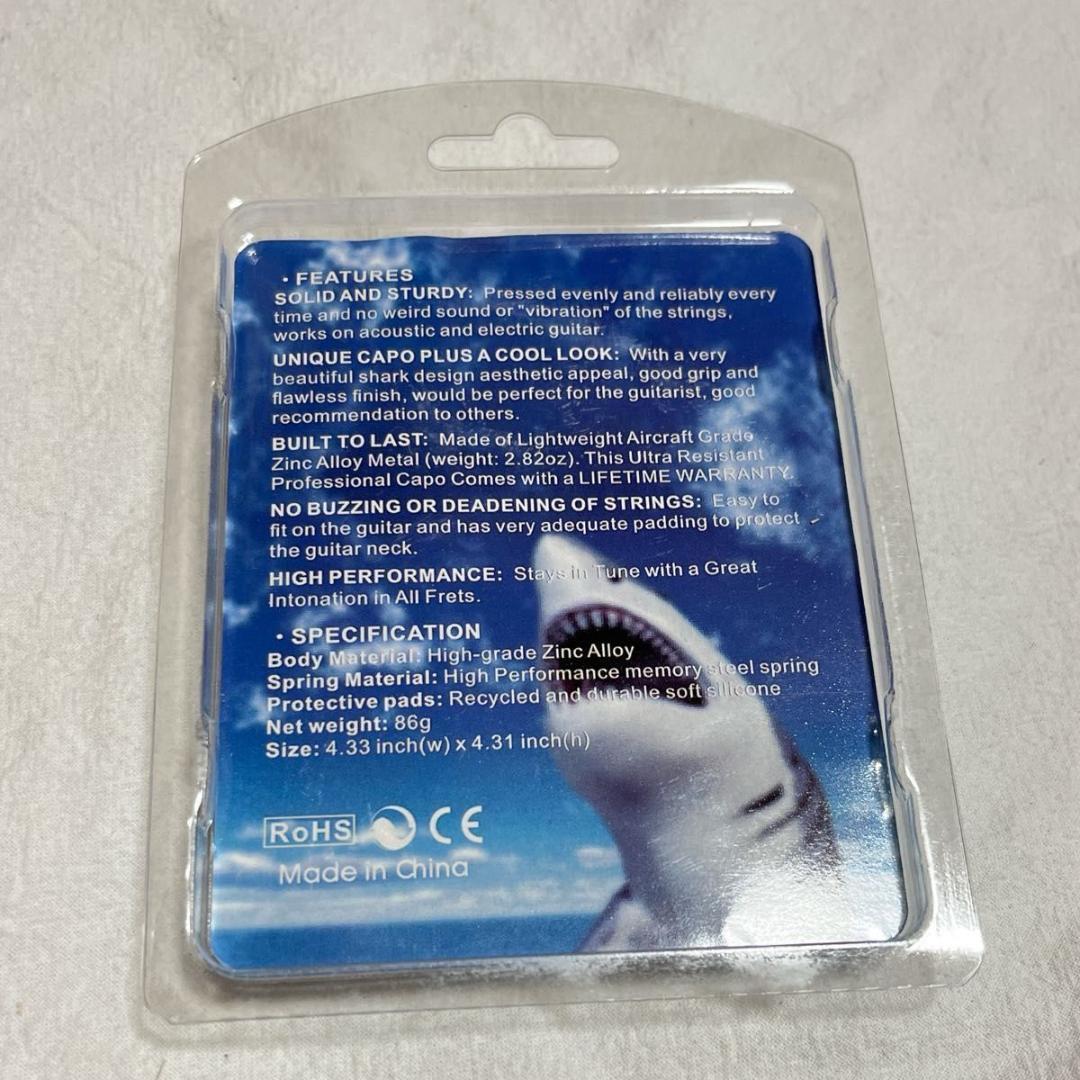 · FEATURES
SOLID AND STURDY: Pressed evenly and reliably every
time and no weird sound or "vibration" of the strings,
works on acoustic and electric guitar.
UNIQUE CAPO PLUS A COOL LOOK: With a very
beautiful shark design aesthetic appeal, good grip and
flawless finish, would be perfect for the guitarist, good
recommendation to others.
BUILT TO LAST: Made of Lightweight Aircraft Grade
Zinc Alloy Metal (weight: 2.82oz). This Ultra Resistant
Professional Capo Comes with a LIFETIME WARRANTY.
NO BUZZING OR DEADENING OF STRINGS: Easy to
fit on the guitar and has very adequate padding to protect
the guitar neck.
HIGH PERFORMANCE: Stays in Tune with a Great
Intonation in All Frets.
· SPECIFICATION
Body Material: High-grade Zinc Alloy
Spring Material: High Performance memory steel spring
Protective pads: Recycled and durable soft silicone
Net weight: 86g
Size: 4.33 inch(w) x 4.31 inch(h)
RoHS CE
Made in China